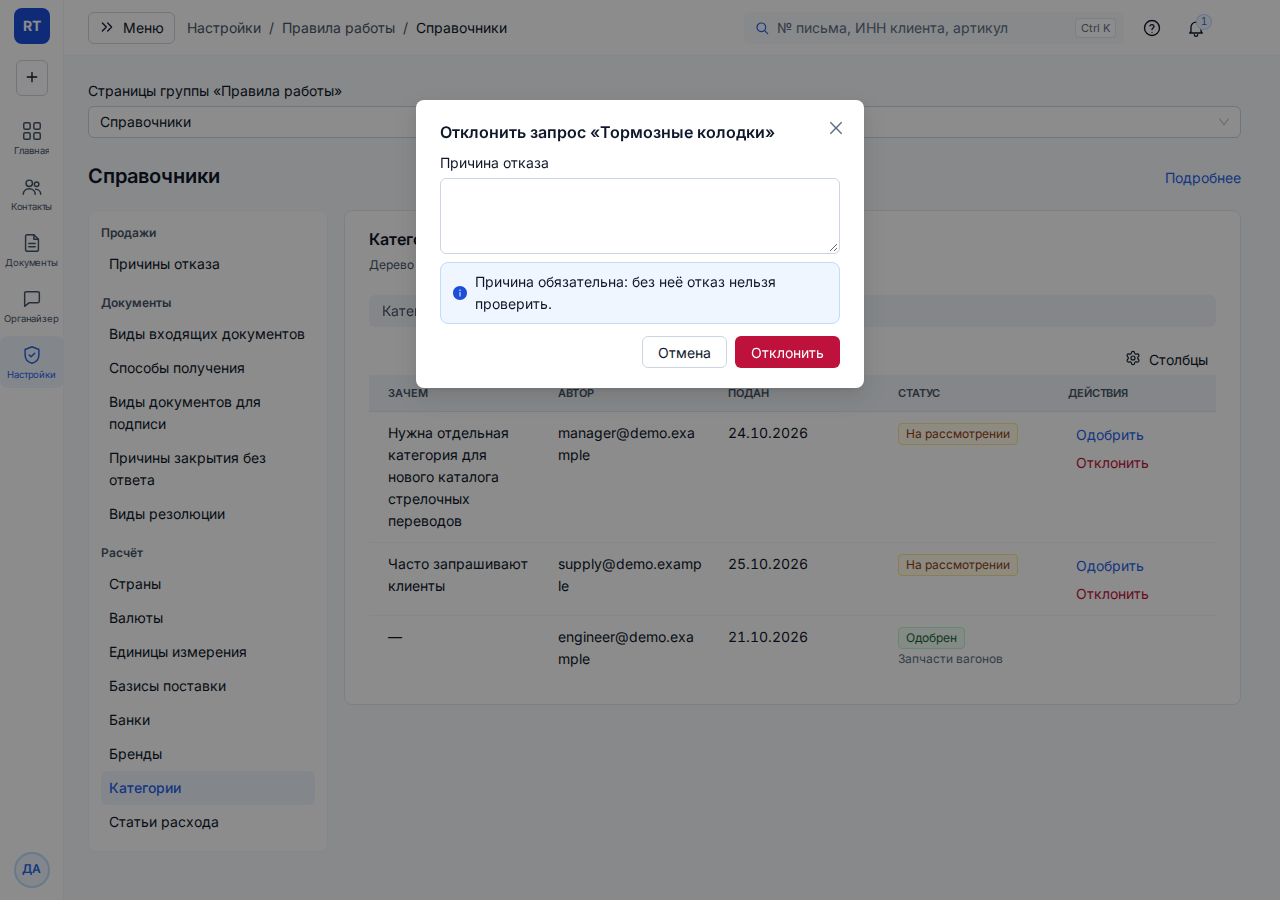 RT
Меню
Настройки / Правила работы / Справочники
№ письма, ИНН клиента, артикул
Ctrl K
1
Главная
Контакты
Документы
Органайзер
Настройки
ДА
Страницы группы «Правила работы»
Справочники
Справочники
Подробнее
Продажи
Причины отказа
Документы
Виды входящих документов
Способы получения
Виды документов для
подписи
Причины закрытия без
ответа
Виды резолюции
Расчёт
Страны
Валюты
Единицы измерения
Базисы поставки
Банки
Бренды
Категории
Статьи расхода
Дерево
Отклонить запрос «Тормозные колодки»
Причина отказа
Причина обязательна: без неё отказ нельзя
проверить.
Отмена
Отклонить
Столбцы
ЗАЧЕМ АВТОР ПОДАН СТАТУС ДЕЙСТВИЯ
Нужна отдельная
категория для
нового каталога
стрелочных
переводов
manager@demo.exa
mple
24.10.2026
На рассмотрении
Одобрить
Отклонить
Часто запрашивают
клиенты
supply@demo.examp
le
25.10.2026
На рассмотрении
Одобрить
Отклонить
—
engineer@demo.exa
mple
21.10.2026
Одобрен
Запчасти вагонов